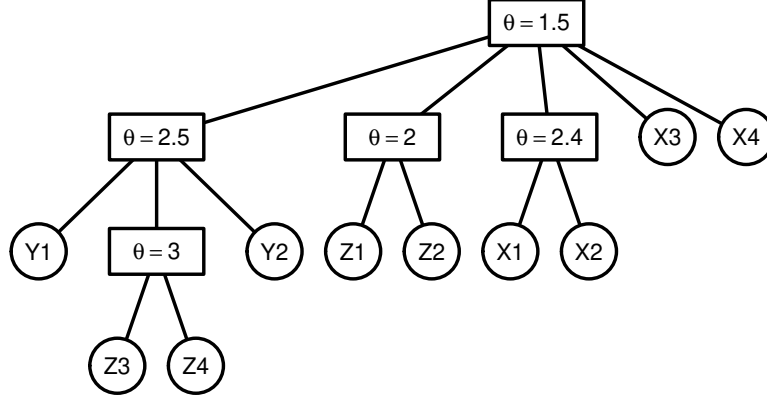 θ = 1.5
θ = 2.5
θ = 2
θ = 2.4
X3
X4
Y1
θ = 3
Y2
Z1
Z2
X1
X2
Z3
Z4